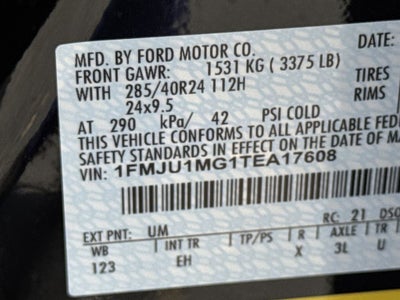 MFD. BY FORD MOTOR CO.
DATE:
FRONT GAWR: 1531 KG ( 3375 LB)
WITH 285/40R24 112H TIRES
24x9.5 RIMS
AT 290 kPa/ 42 PSI COLD
THIS VEHICLE CONFORMS TO ALL APPLICABLE FED
SAFETY STANDARDS IN EFFECT ON THE DATE OF MA
VIN: 1FMJU1MG1TEA17608
RC: 21 DSO
EXT PNT: UM
WB INT TR TP/PS R AXLE TR
123 EH X 3L U